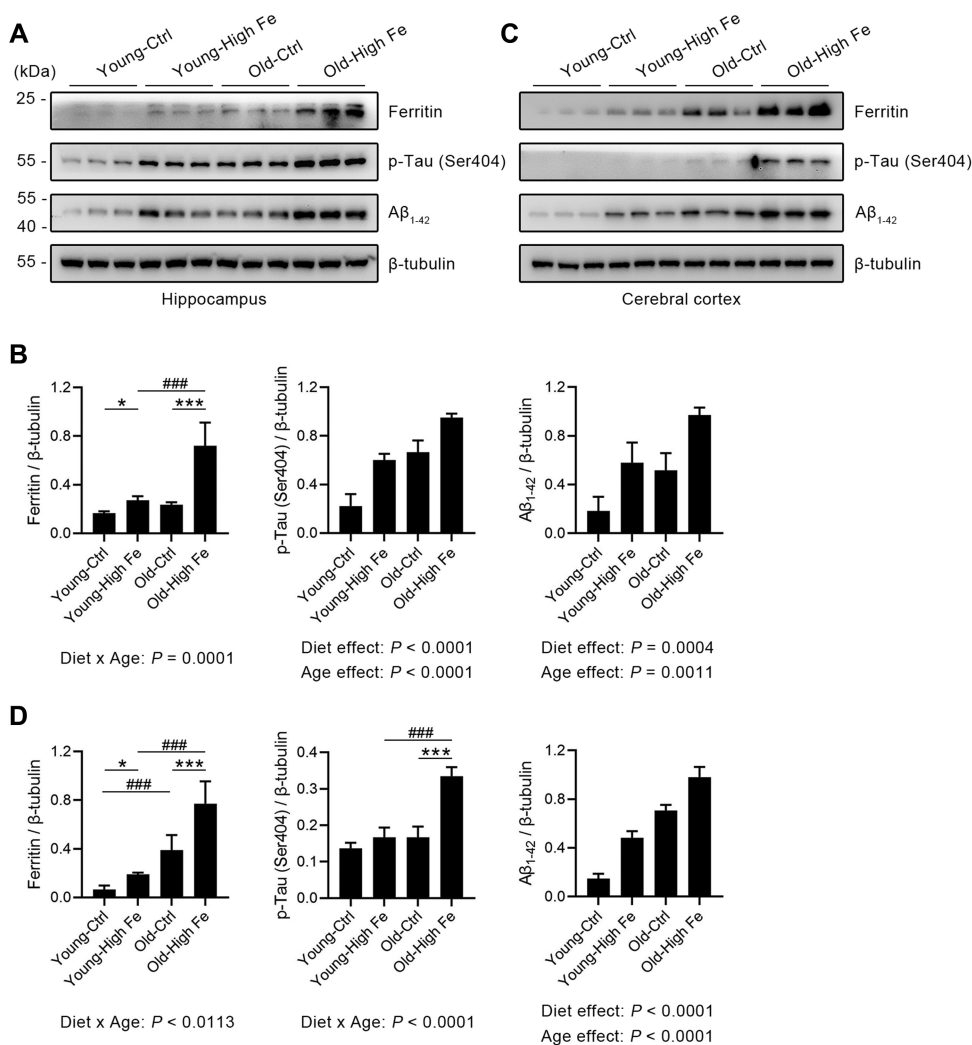 A
Young-Ctrl
Young-High Fe
Old-Ctrl
Old-High Fe
(kDa)
25 -
Ferritin
55 -
p-Tau (Ser404)
55 -
40 -
Aβ1-42
55 -
β-tubulin
Hippocampus
C
Young-Ctrl
Young-High Fe
Old-Ctrl
Old-High Fe
Ferritin
p-Tau (Ser404)
Aβ1-42
β-tubulin
Cerebral cortex
B
Ferritin / β-tubulin
1.2
0.8
0.4
0.0
###
* ***
Young-Ctrl
Young-High Fe
Old-Ctrl
Old-High Fe
Diet x Age: P = 0.0001
p-Tau (Ser404) / β-tubulin
1.2
0.8
0.4
0.0
Young-Ctrl
Young-High Fe
Old-Ctrl
Old-High Fe
Diet effect: P < 0.0001
Age effect: P < 0.0001
Aβ1-42 / β-tubulin
1.2
0.8
0.4
0.0
Young-Ctrl
Young-High Fe
Old-Ctrl
Old-High Fe
Diet effect: P = 0.0004
Age effect: P = 0.0011
D
Ferritin / β-tubulin
1.2
0.8
0.4
0.0
###
* ***
###
Young-Ctrl
Young-High Fe
Old-Ctrl
Old-High Fe
Diet x Age: P < 0.0113
p-Tau (Ser404) / β-tubulin
0.4
0.3
0.2
0.1
0.0
###
***
Young-Ctrl
Young-High Fe
Old-Ctrl
Old-High Fe
Diet x Age: P < 0.0001
Aβ1-42 / β-tubulin
1.2
0.8
0.4
0
Young-Ctrl
Young-High Fe
Old-Ctrl
Old-High Fe
Diet effect: P < 0.0001
Age effect: P < 0.0001